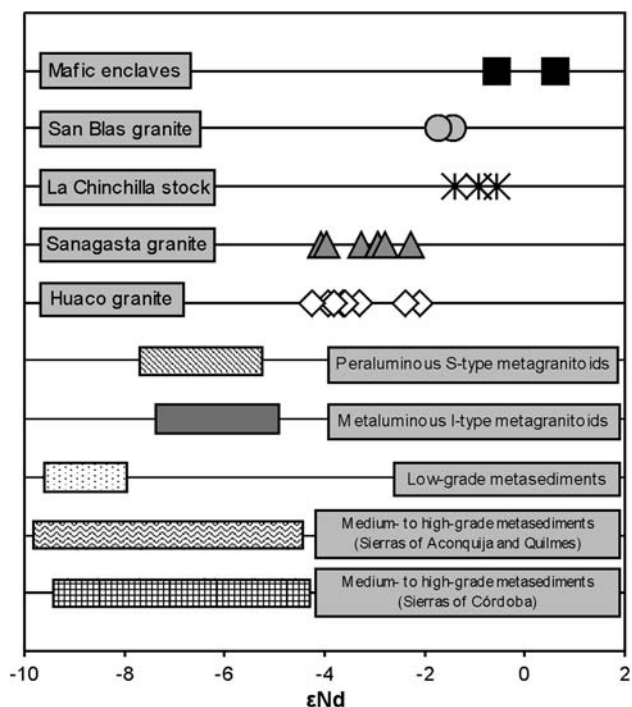 Mafic enclaves
San Blas granite
La Chinchilla stock
Sanagasta granite
Huaco granite
Peraluminous S-type metagranitoids
Metaluminous I-type metagranitoids
Low-grade metasediments
Medium- to high-grade metasediments
(Sierras of Aconquija and Quilmes)
Medium- to high-grade metasediments
(Sierras of Córdoba)
-10 -8 -6 -4 -2 0 2
εNd